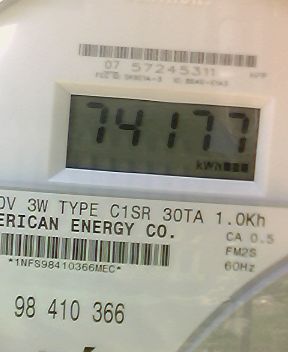 07 57245311
74177
kWh
0V 3W TYPE C1SR 30TA 1.0Kh
ERICAN ENERGY CO.
CA 0.5
FM2S
*1NFS98410366MEC*
60Hz
98 410 366